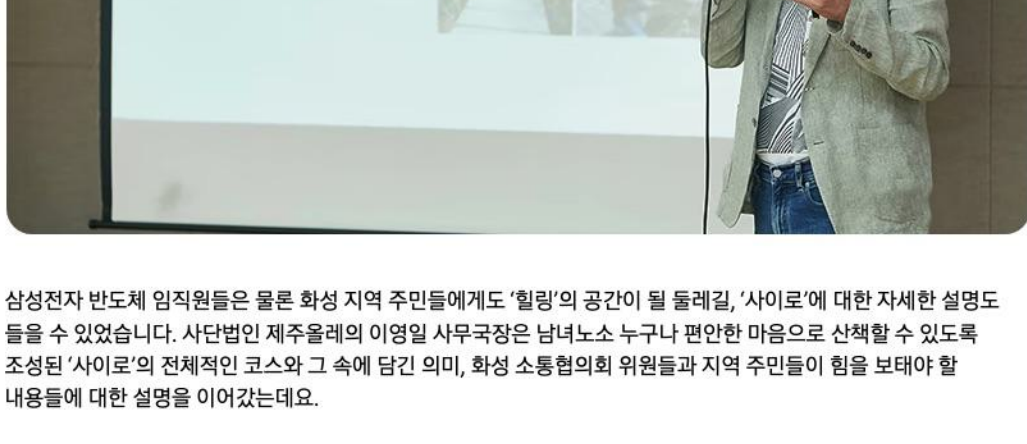 삼성전자 반도체 임직원들은 물론 화성 지역 주민들에게도 ‘힐링’의 공간이 될 둘레길, ‘사이로’에 대한 자세한 설명도
들을 수 있었습니다. 사단법인 제주올레의 이영일 사무국장은 남녀노소 누구나 편안한 마음으로 산책할 수 있도록
조성된 ‘사이로’의 전체적인 코스와 그 속에 담긴 의미, 화성 소통협의회 위원들과 지역 주민들이 힘을 보태야 할
내용들에 대한 설명을 이어갔는데요.